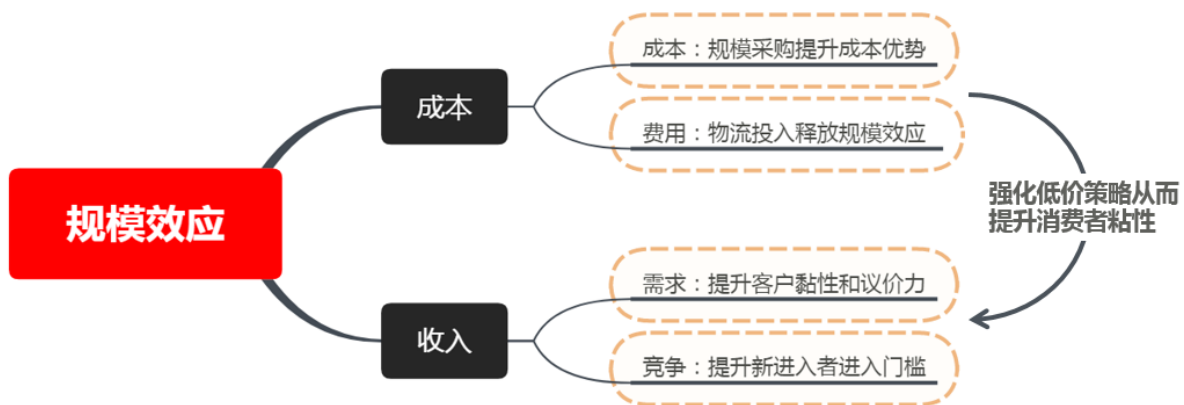 规模效应
成本
成本：规模采购提升成本优势
费用：物流投入释放规模效应
强化低价策略从而
提升消费者粘性
收入
需求：提升客户黏性和议价力
竞争：提升新进入者进入门槛